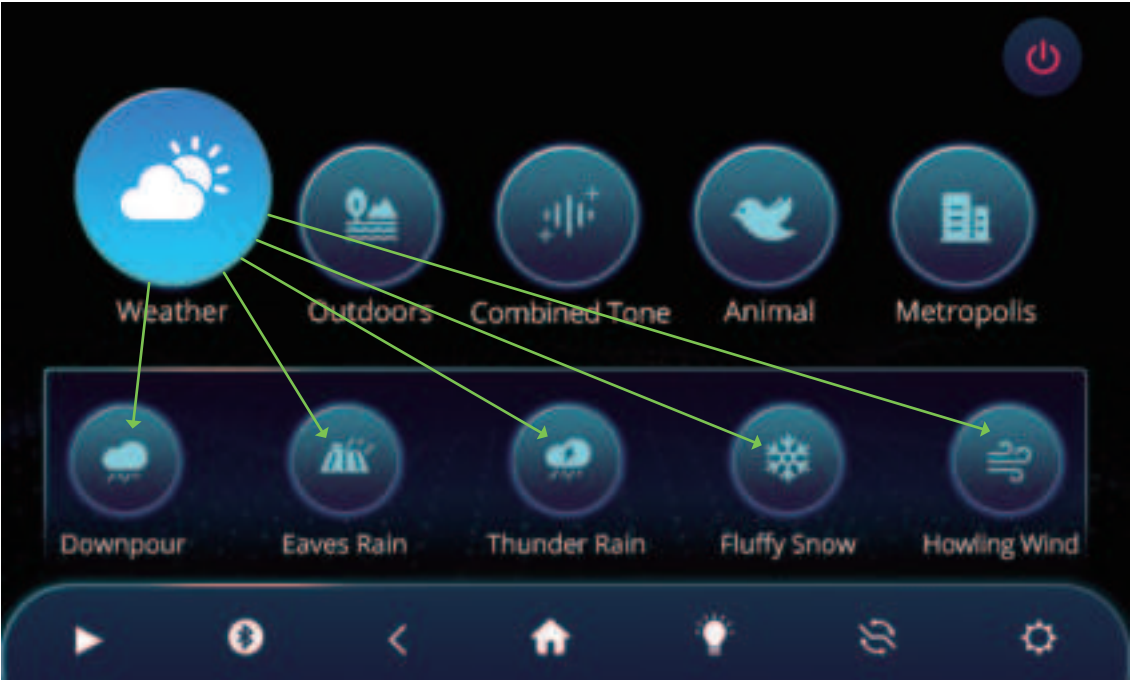 Weather Outdoors Combined Tone Animal Metropolis
Downpour Eaves Rain Thunder Rain Fluffy Snow Howling Wind